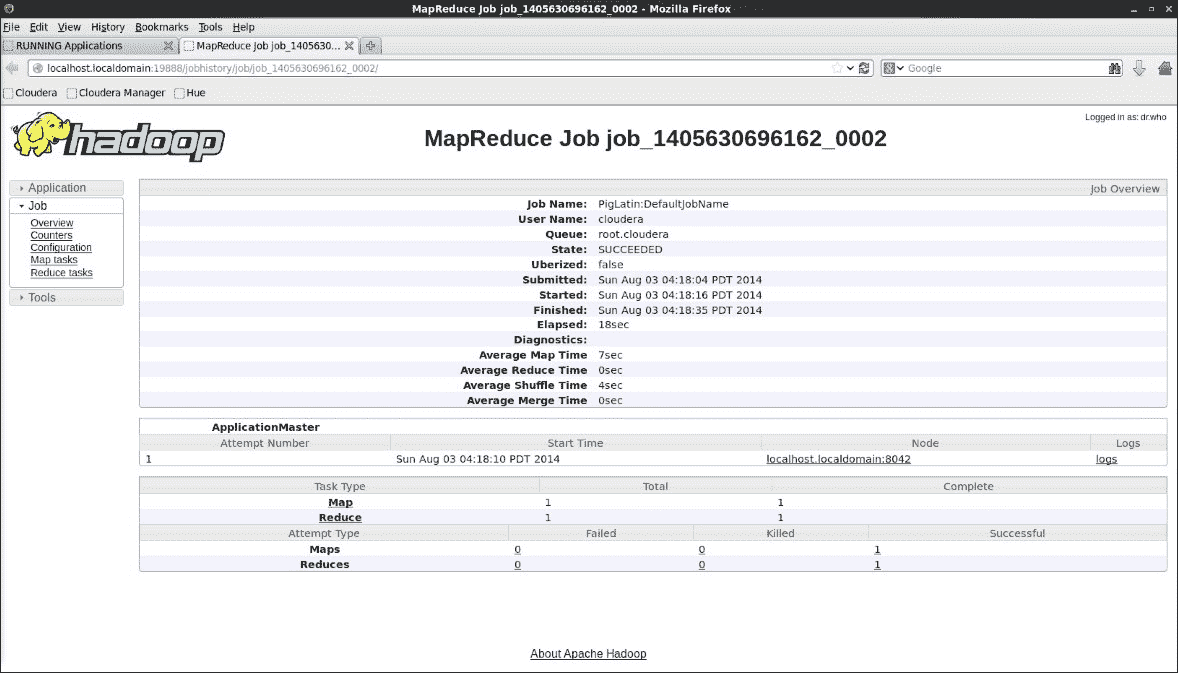 MapReduce Job job_1405630696162_0002 - Mozilla Firefox
File Edit View History Bookmarks Tools Help
RUNNING Applications MapReduce Job job_1405630...
localhost.localdomain:19888/jobhistory/job/job_1405630696162_0002/ Google
Cloudera Cloudera Manager Hue
Logged in as: dr.who
hadoop MapReduce Job job_1405630696162_0002
Application
Job
Overview
Counters
Configuration
Map tasks
Reduce tasks
Tools
Job Overview
Job Name: PigLatin:DefaultJobName
User Name: cloudera
Queue: root.cloudera
State: SUCCEEDED
Uberized: false
Submitted: Sun Aug 03 04:18:04 PDT 2014
Started: Sun Aug 03 04:18:16 PDT 2014
Finished: Sun Aug 03 04:18:35 PDT 2014
Elapsed: 18sec
Diagnostics:
Average Map Time 7sec
Average Reduce Time 0sec
Average Shuffle Time 4sec
Average Merge Time 0sec
ApplicationMaster
Attempt Number Start Time Node Logs
1 Sun Aug 03 04:18:10 PDT 2014 localhost.localdomain:8042 logs
Task Type Total Complete
Map 1 1
Reduce 1 1
Attempt Type Failed Killed Successful
Maps 0 0 1
Reduces 0 0 1
About Apache Hadoop